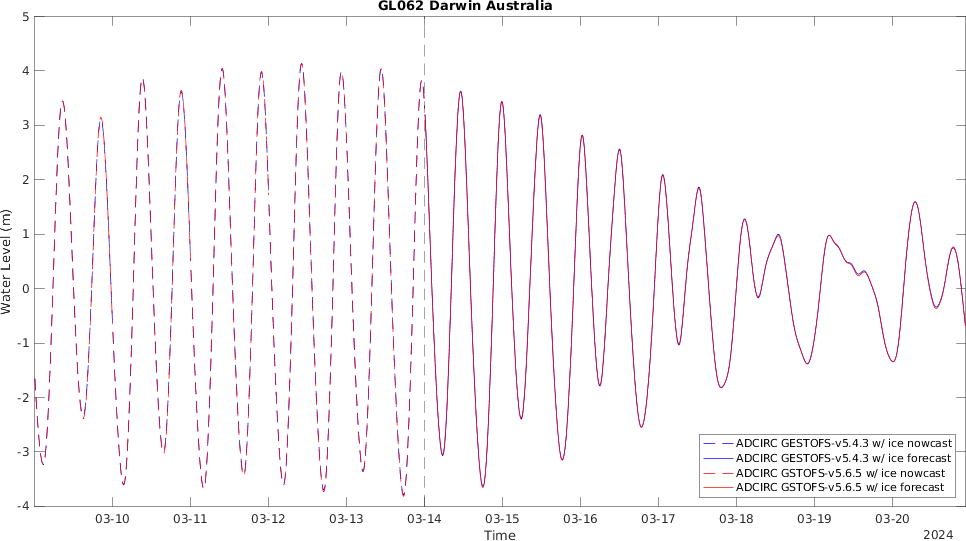 GL062 Darwin Australia
5
4
3
2
1
0
-1
-2
-3
-4
Water Level (m)
ADCIRC GESTOFS-v5.4.3 w/ ice nowcast
ADCIRC GESTOFS-v5.4.3 w/ ice forecast
ADCIRC GSTOFS-v5.6.5 w/ ice nowcast
ADCIRC GSTOFS-v5.6.5 w/ ice forecast
03-10 03-11 03-12 03-13 03-14 03-15 03-16 03-17 03-18 03-19 03-20
Time
2024